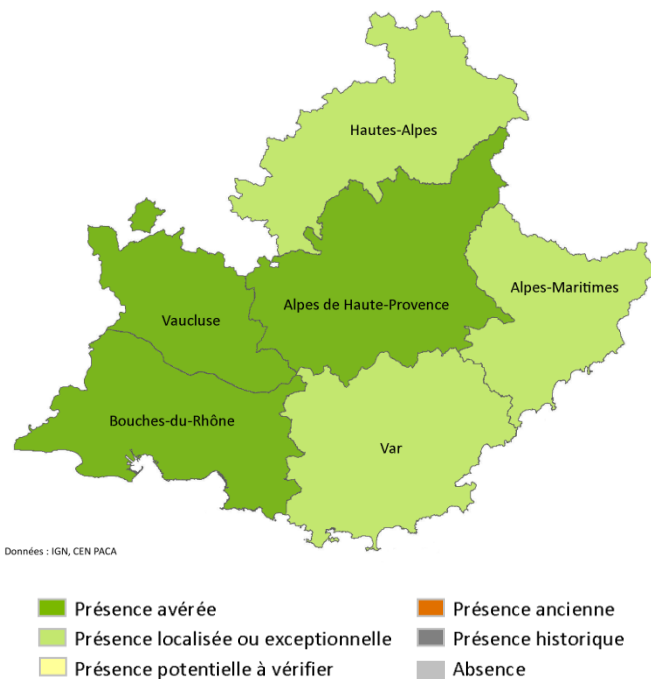 Hautes-Alpes
Alpes-Maritimes
Alpes de Haute-Provence
Vaucluse
Bouches-du-Rhône
Var
Données : IGN, CEN PACA
Présence avérée
Présence ancienne
Présence localisée ou exceptionnelle
Présence historique
Présence potentielle à vérifier
Absence